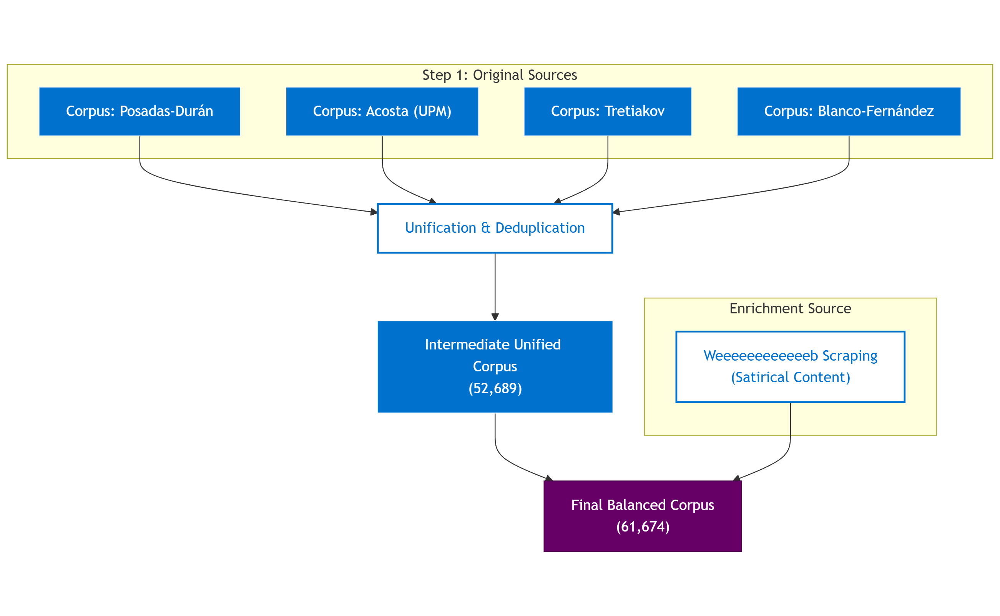 Step 1: Original Sources
Corpus: Posadas-Durán
Corpus: Acosta (UPM)
Corpus: Tretiakov
Corpus: Blanco-Fernández
Unification & Deduplication
Enrichment Source
Intermediate Unified
Corpus
(52,689)
Weeeeeeeeeeeeb Scraping
(Satirical Content)
Final Balanced Corpus
(61,674)